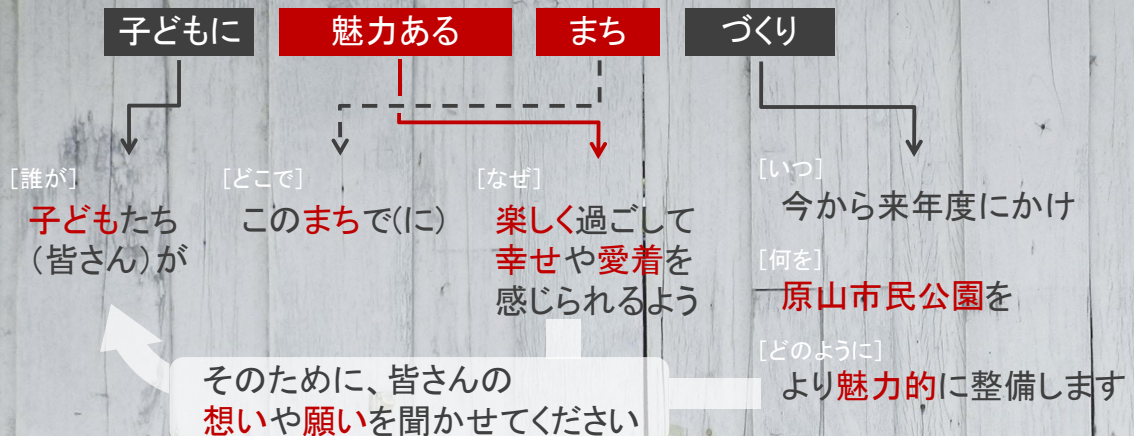 子どもに 魅力ある まち づくり
[誰が]
子どもたち
（皆さん）が
[どこで]
このまちで(に)
[なぜ]
楽しく過ごして
幸せや愛着を
感じられるよう
[いつ]
今から来年度にかけ
[何を]
原山市民公園を
[どのように]
より魅力的に整備します
そのために、皆さんの
想いや願いを聞かせてください